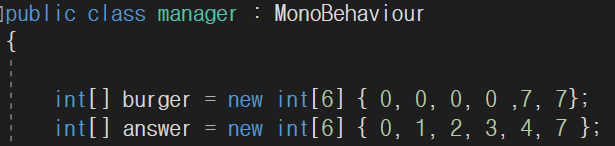 public class manager : MonoBehaviour
{
int[] burger = new int[6] { 0, 0, 0, 0 ,7, 7};
int[] answer = new int[6] { 0, 1, 2, 3, 4, 7 };